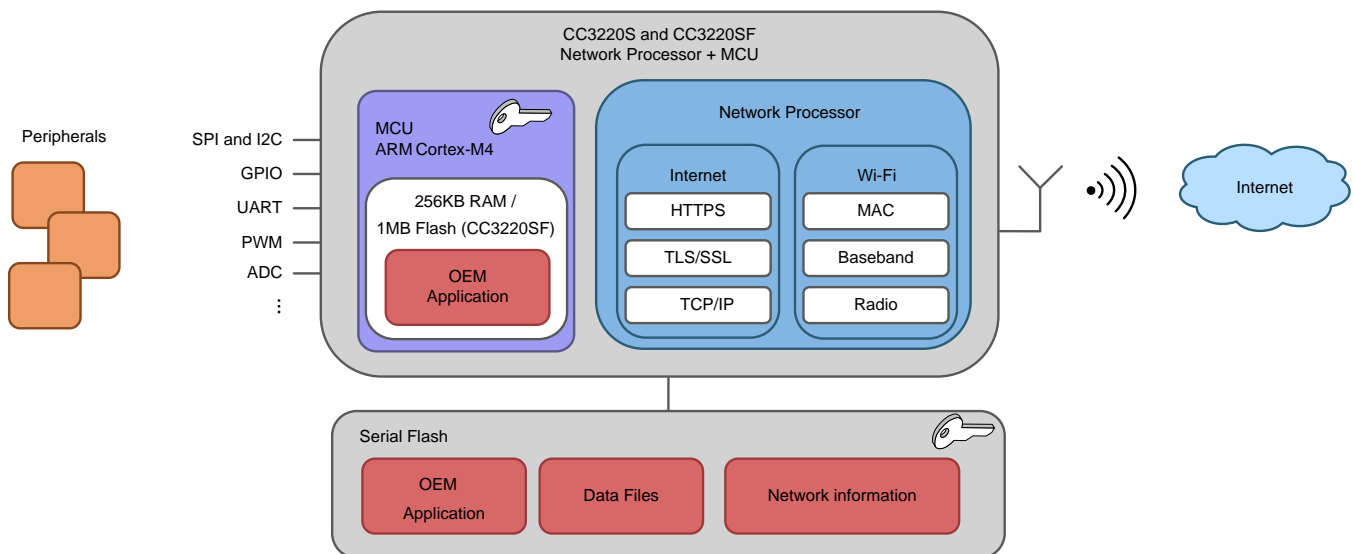 CC3220S and CC3220SF
Network Processor + MCU
Peripherals
SPI and I2C
GPIO
UART
PWM
ADC
⋮
MCU
ARM Cortex-M4
256KB RAM /
1MB Flash (CC3220SF)
OEM
Application
Network Processor
Internet
HTTPS
TLS/SSL
TCP/IP
Wi-Fi
MAC
Baseband
Radio
Internet
Serial Flash
OEM
Application
Data Files
Network information